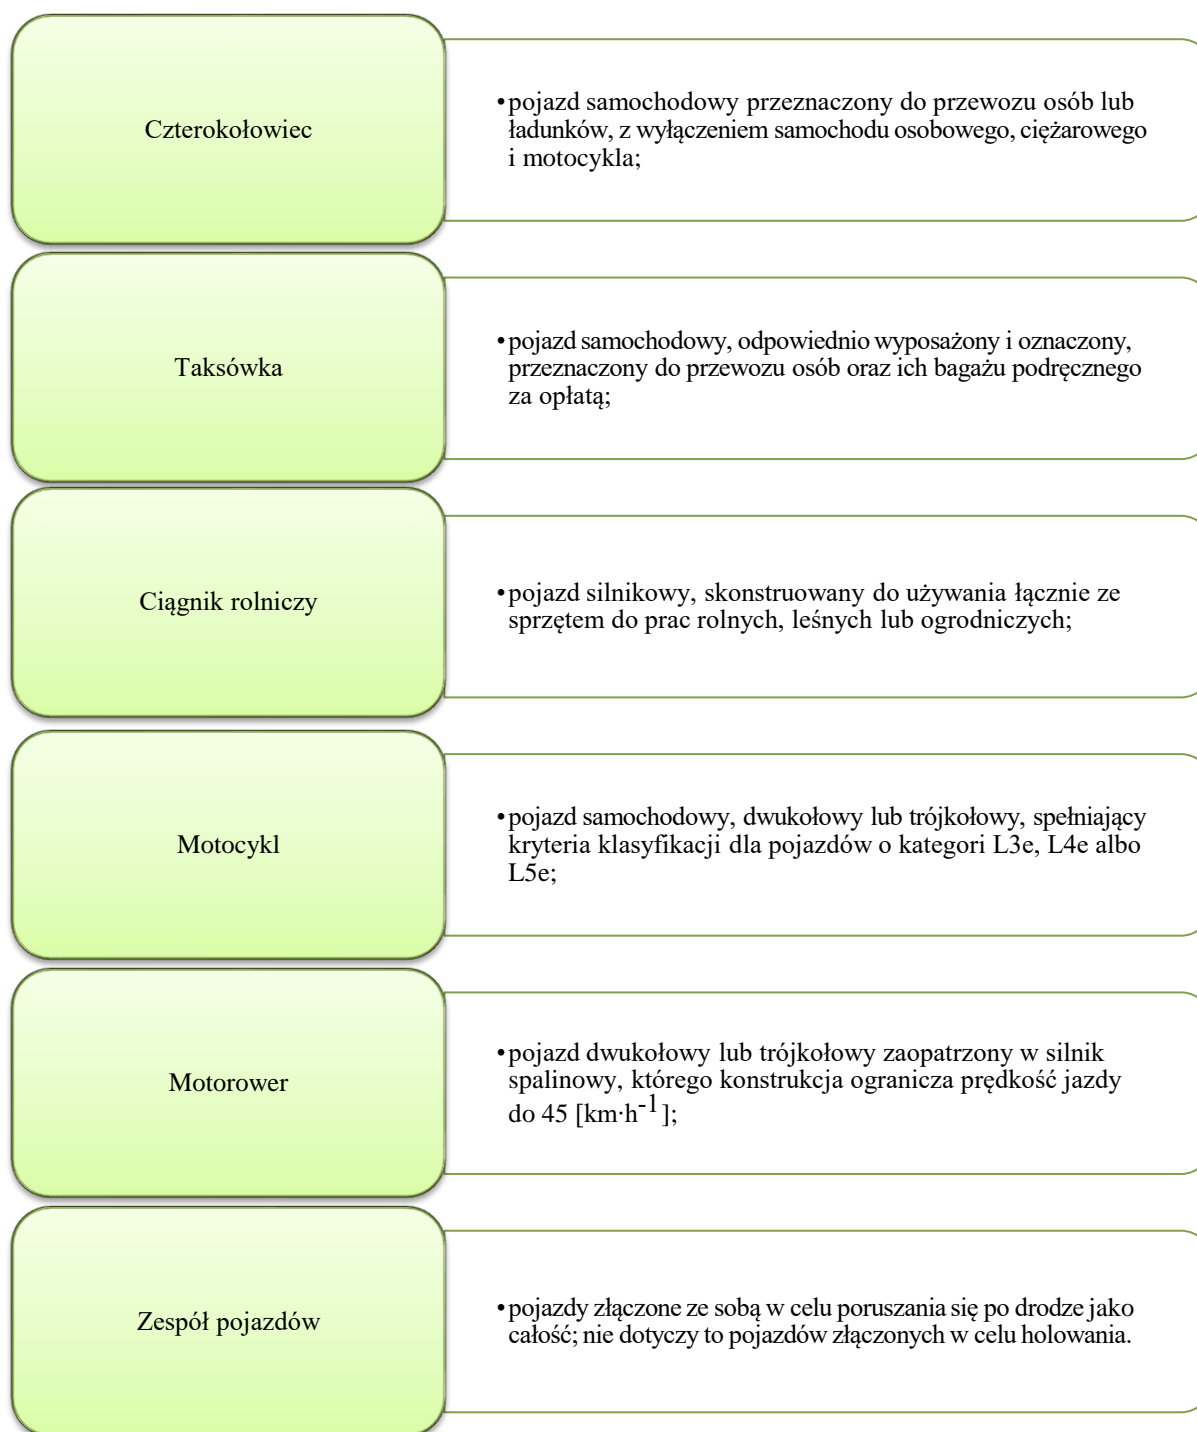 Czterokołowiec
•pojazd samochodowy przeznaczony do przewozu osób lub
ładunków, z wyłączeniem samochodu osobowego, ciężarowego
i motocykla;
Taksówka
•pojazd samochodowy, odpowiednio wyposażony i oznaczony,
przeznaczony do przewozu osób oraz ich bagażu podręcznego
za opłatą;
Ciągnik rolniczy
•pojazd silnikowy, skonstruowany do używania łącznie ze
sprzętem do prac rolnych, leśnych lub ogrodniczych;
Motocykl
•pojazd samochodowy, dwukołowy lub trójkołowy, spełniający
kryteria klasyfikacji dla pojazdów o kategori L3e, L4e albo
L5e;
Motorower
•pojazd dwukołowy lub trójkołowy zaopatrzony w silnik
spalinowy, którego konstrukcja ogranicza prędkość jazdy
do 45 [km·h⁻¹];
Zespół pojazdów
•pojazdy złączone ze sobą w celu poruszania się po drodze jako
całość; nie dotyczy to pojazdów złączonych w celu holowania.